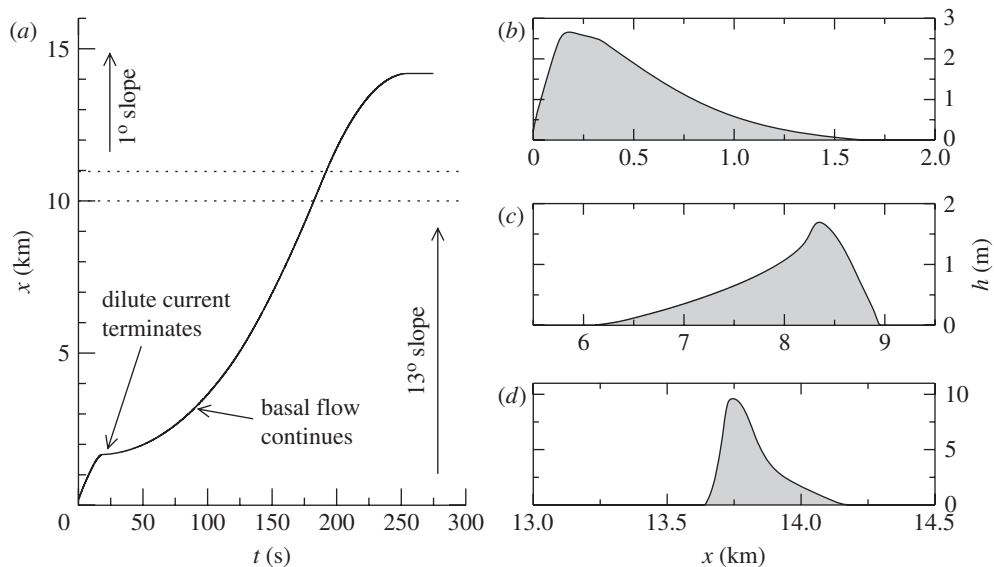 (a)
15
10
5
0
x (km)
1° slope
13° slope
dilute current
terminates
basal flow
continues
50 100 150 200 250 300
t (s)
(b)
3
2
1
0
0 0.5 1.0 1.5 2.0
(c)
2
1
0
h (m)
6 7 8 9
(d)
10
5
0
13.0 13.5 14.0 14.5
x (km)